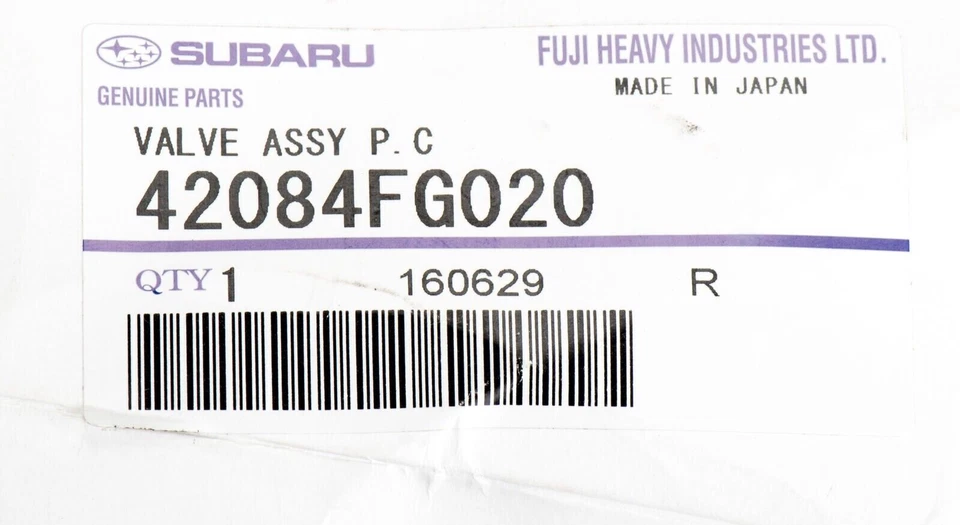 SUBARU
FUJI HEAVY INDUSTRIES LTD.
GENUINE PARTS
MADE IN JAPAN
VALVE ASSY P.C
42084FG020
QTY 1 160629 R